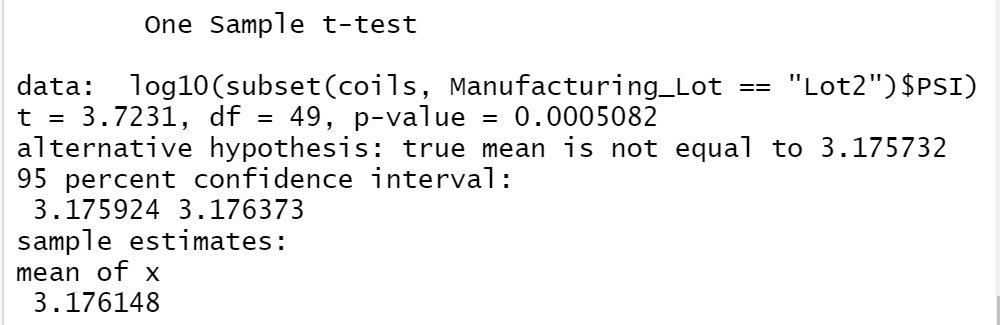 One Sample t-test
data:  log10(subset(coils, Manufacturing_Lot == "Lot2")$PSI)
t = 3.7231, df = 49, p-value = 0.0005082
alternative hypothesis: true mean is not equal to 3.175732
95 percent confidence interval:
3.175924 3.176373
sample estimates:
mean of x
3.176148